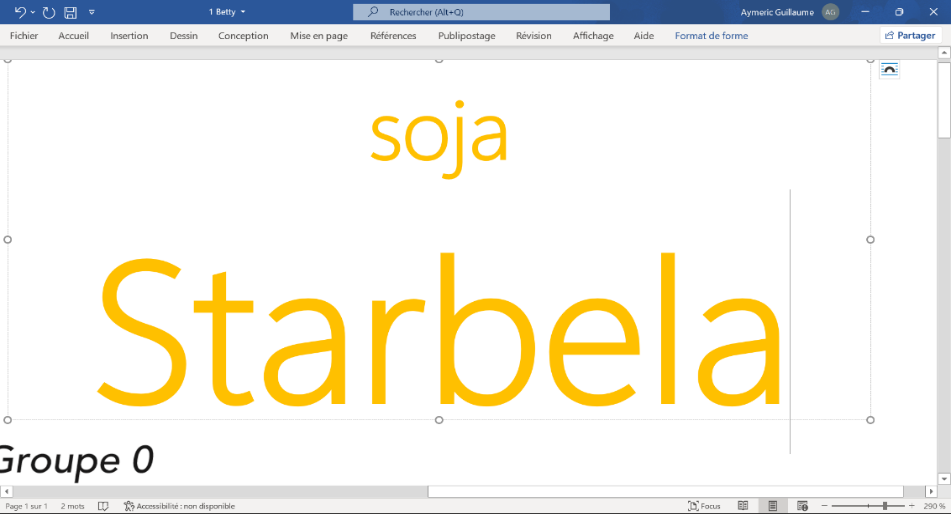 1 Betty
Rechercher (Alt+Q)
Aymeric Guillaume AG
Fichier Accueil Insertion Dessin Conception Mise en page Références Publipostage Révision Affichage Aide Format de forme Partager
soja
Starbela
Groupe 0
Page 1 sur 1 2 mots Accessibilité : non disponible Focus 290 %